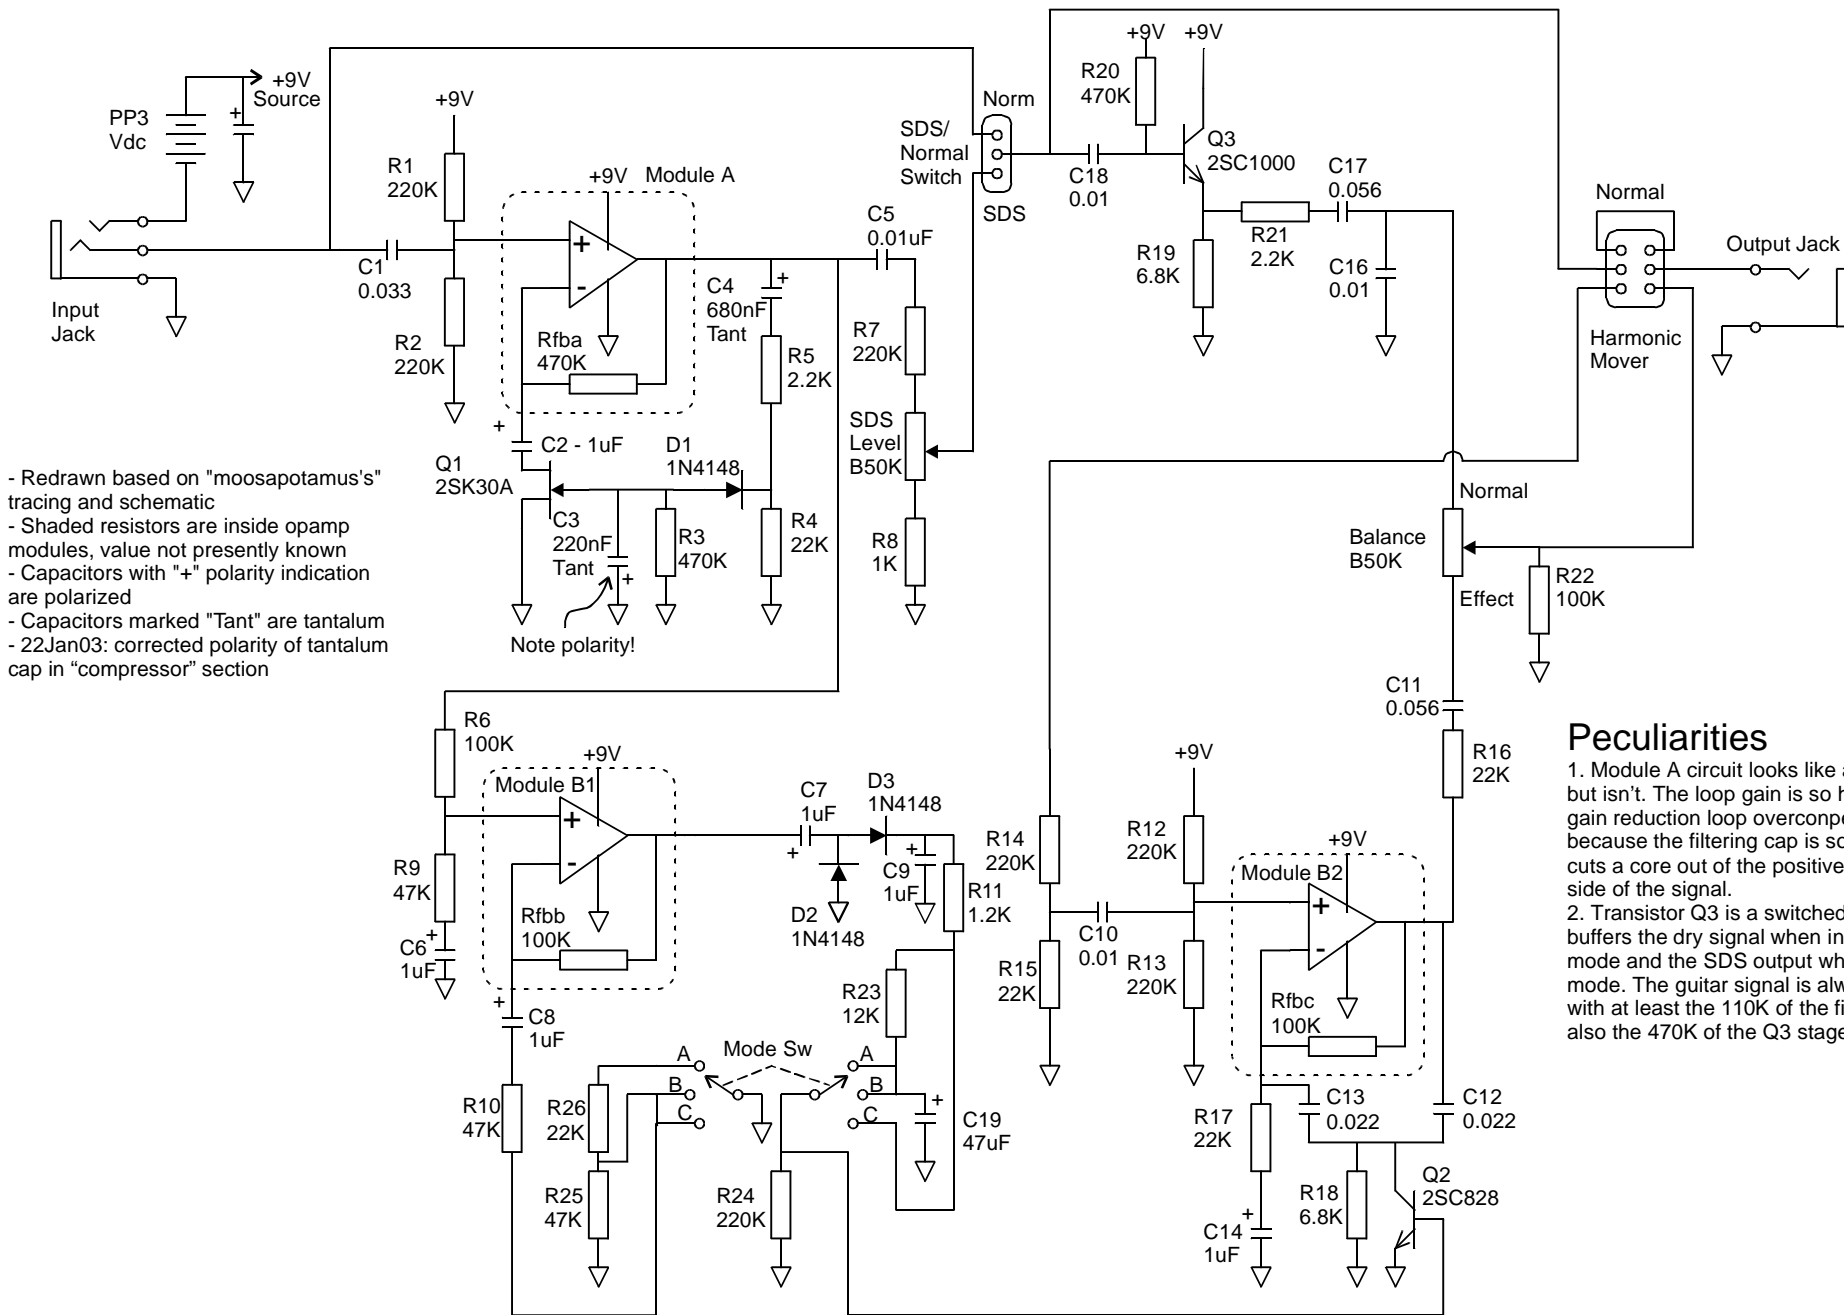 +9V
Source
+
PP3
Vdc
Input
Jack
C1
0.033
+9V
R1
220K
R2
220K
+9V
Module A
+
-
Rfba
470K
+
C2 - 1uF
Q1
2SK30A
C3
220nF
Tant
+
Note polarity!
D1
1N4148
R3
470K
+
C4
680nF
Tant
R5
2.2K
R4
22K
C5
0.01uF
R7
220K
SDS
Level
B50K
R8
1K
Norm
SDS/
Normal
Switch
SDS
+9V
+9V
R20
470K
C18
0.01
Q3
2SC1000
R19
6.8K
R21
2.2K
C17
0.056
C16
0.01
Normal
Harmonic
Mover
Output Jack
Normal
Balance
B50K
Effect
R22
100K
C11
0.056
R16
22K
- Redrawn based on "moosapotamus's"
tracing and schematic
- Shaded resistors are inside opamp
modules, value not presently known
- Capacitors with "+" polarity indication
are polarized
- Capacitors marked "Tant" are tantalum
- 22Jan03: corrected polarity of tantalum
cap in “compressor” section
R6
100K
R9
47K
C6
+
1uF
+9V
Module B1
+
-
Rfbb
100K
+
C8
1uF
R10
47K
C7
1uF
+
D3
1N4148
D2
1N4148
+
C9
1uF
R11
1.2K
R23
12K
Mode Sw
A
B
C
A
B
C
R26
22K
R25
47K
R24
220K
+
C19
47uF
R14
220K
R15
22K
C10
0.01
+9V
R12
220K
R13
220K
+9V
Module B2
+
-
Rfbc
100K
C13
0.022
C12
0.022
R17
22K
+
C14
1uF
R18
6.8K
Q2
2SC828
Peculiarities
1. Module A circuit looks like
but isn't. The loop gain is so
gain reduction loop overconpe
because the filtering cap is so
cuts a core out of the positive
side of the signal.
2. Transistor Q3 is a switched
buffers the dry signal when in
mode and the SDS output
mode. The guitar signal is
with at least the 110K of the
also the 470K of the Q3 stage